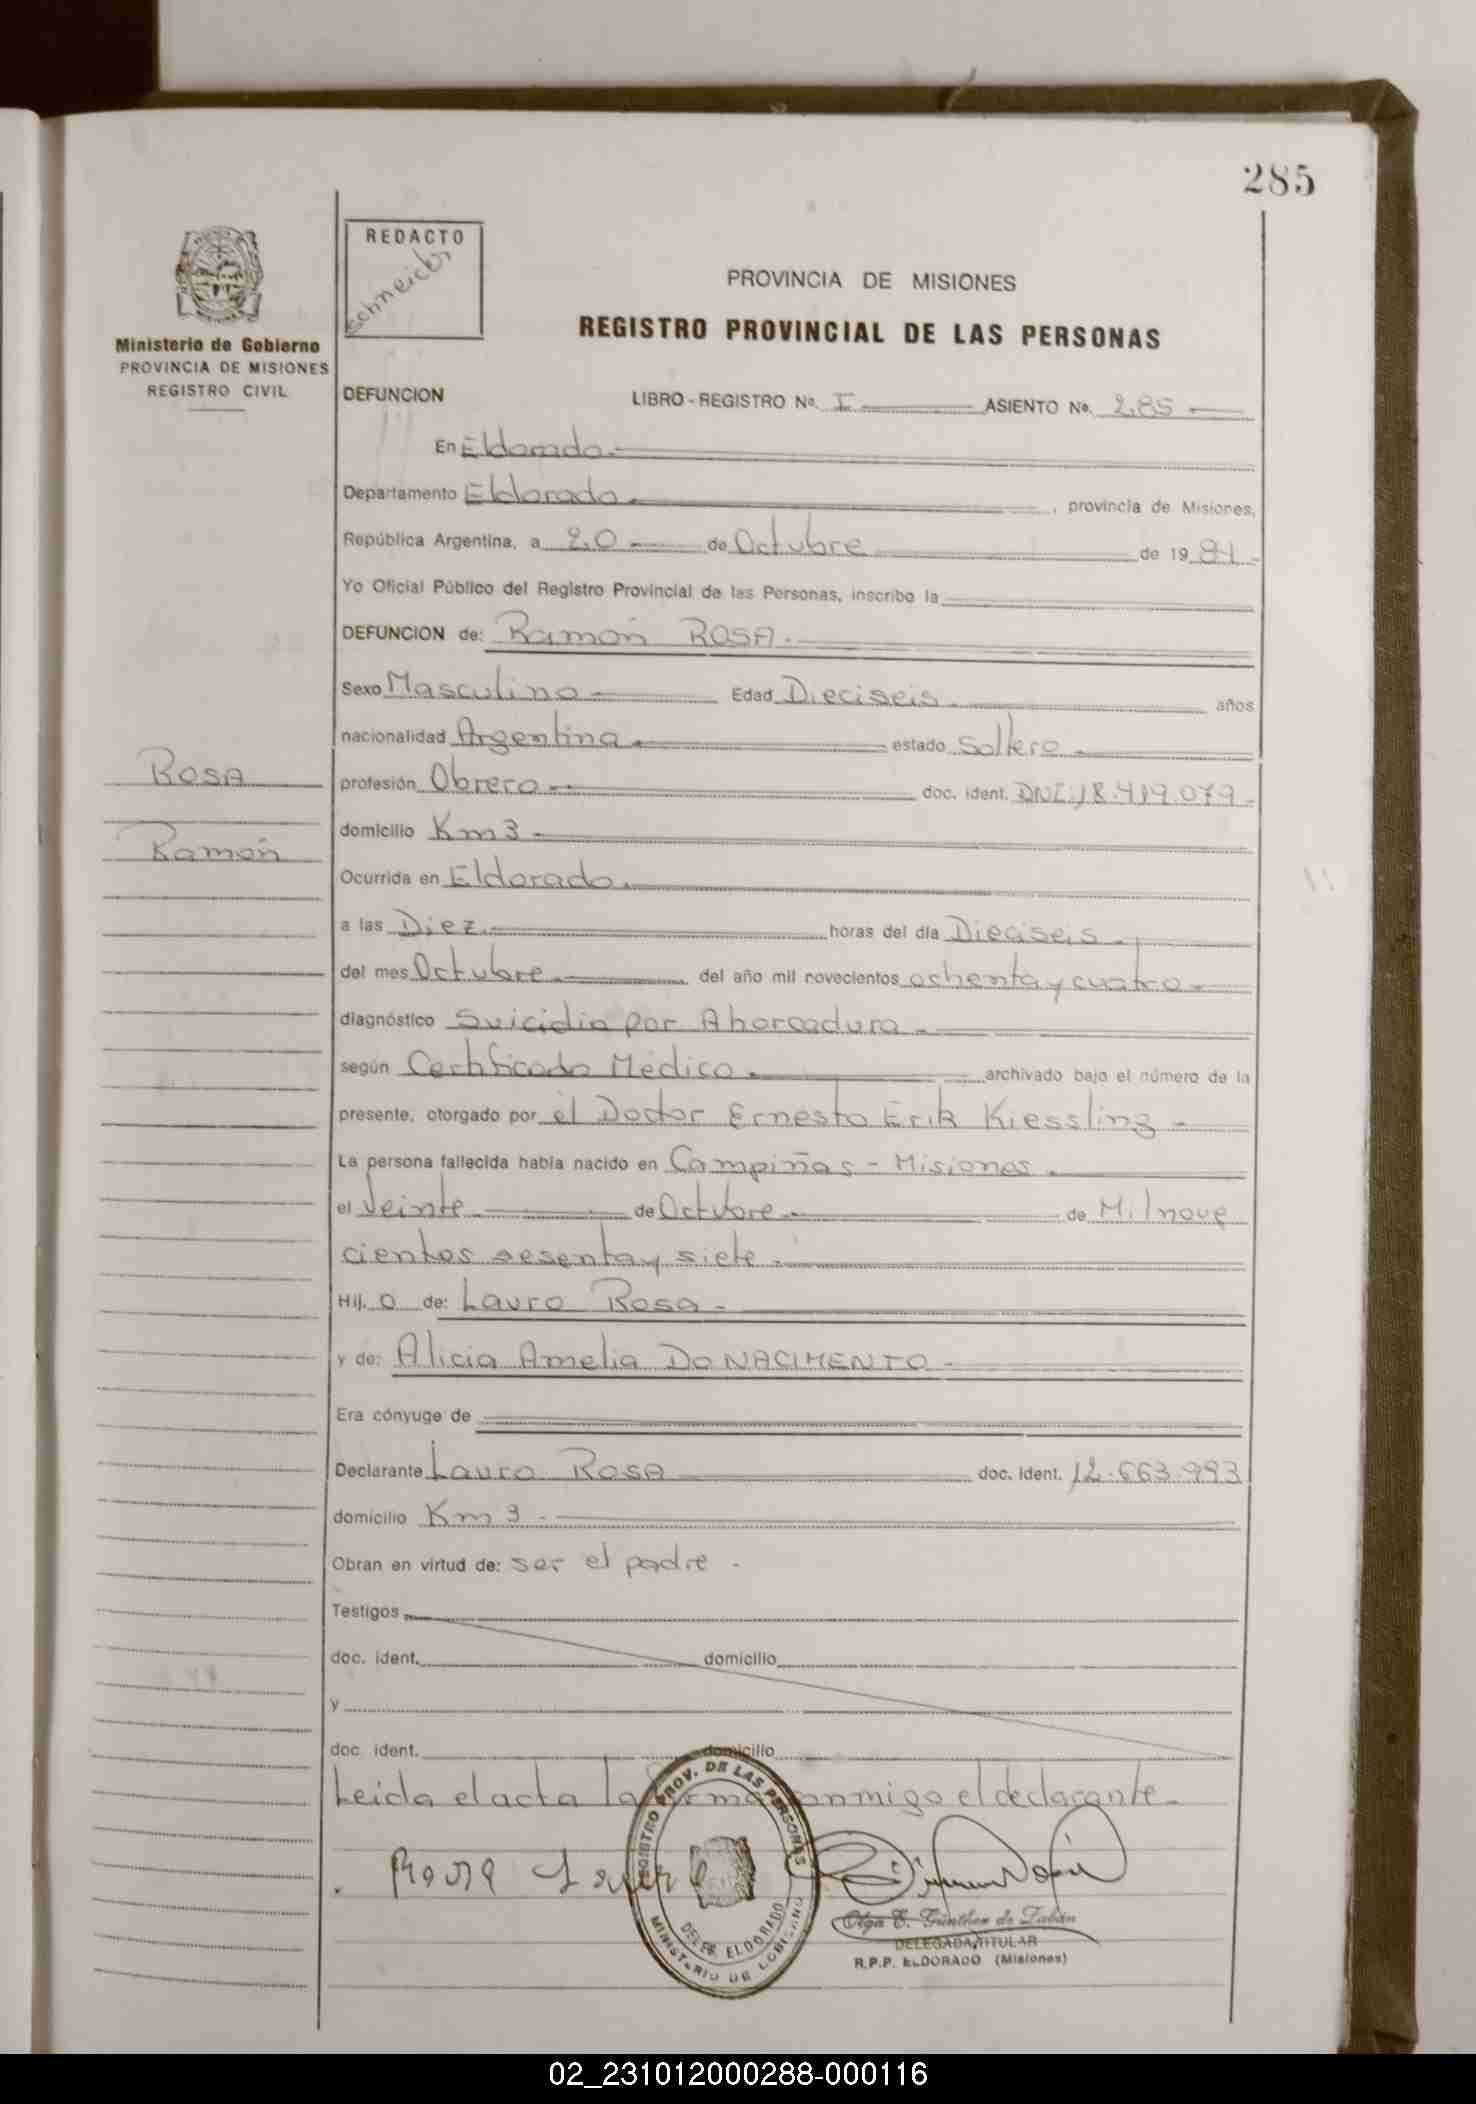 285
REDACTO
schneider
PROVINCIA DE MISIONES
REGISTRO PROVINCIAL DE LAS PERSONAS
Ministerio de Gobierno
PROVINCIA DE MISIONES
REGISTRO CIVIL
DEFUNCION LIBRO - REGISTRO Nº. I ASIENTO Nº. 285
En Eldorado.
Departamento Eldorado. , provincia de Misiones,
República Argentina, a 20 de Octubre de 19 84
Yo Oficial Público del Registro Provincial de las Personas, inscribo la
DEFUNCION de: Ramón ROSA.
Sexo Masculino Edad Dieciseis años
nacionalidad Argentina estado Soltero
ROSA
profesión Obrero doc. ident. DNI.18.419.079
domicilio Km 3
Ramón
Ocurrida en Eldorado.
a las Diez. horas del día Dieciseis
del mes Octubre del año mil novecientos ochenta y cuatro
diagnóstico Suicidio por Ahorcadura
según Certificado Médico. archivado bajo el número de la
presente, otorgado por el Doctor Ernesto Erik Kiessling
La persona fallecida había nacido en Campiñas - Misiones.
el Veinte de Octubre de Mil nove
cientos sesenta y siete.
Hij. o de: Lauro Rosa
y de: Alicia Amelia DO NACIMENTO
Era cónyuge de
Declarante Lauro ROSA doc. ident. 12.663.993
domicilio Km 3
Obran en virtud de: ser el padre
Testigos
doc. ident. domicilio
y
doc. ident. domicilio
Leida el acta la firma conmigo el declarante
Rosa Lauro
REGISTRO PROV. DE LAS PERSONAS
DELEG. ELDORADO
MINISTERIO DE GOBIERNO
Olga E. Günther de
DELEGADA TITULAR
R.P.P. ELDORADO (Misiones)
02_231012000288-000116